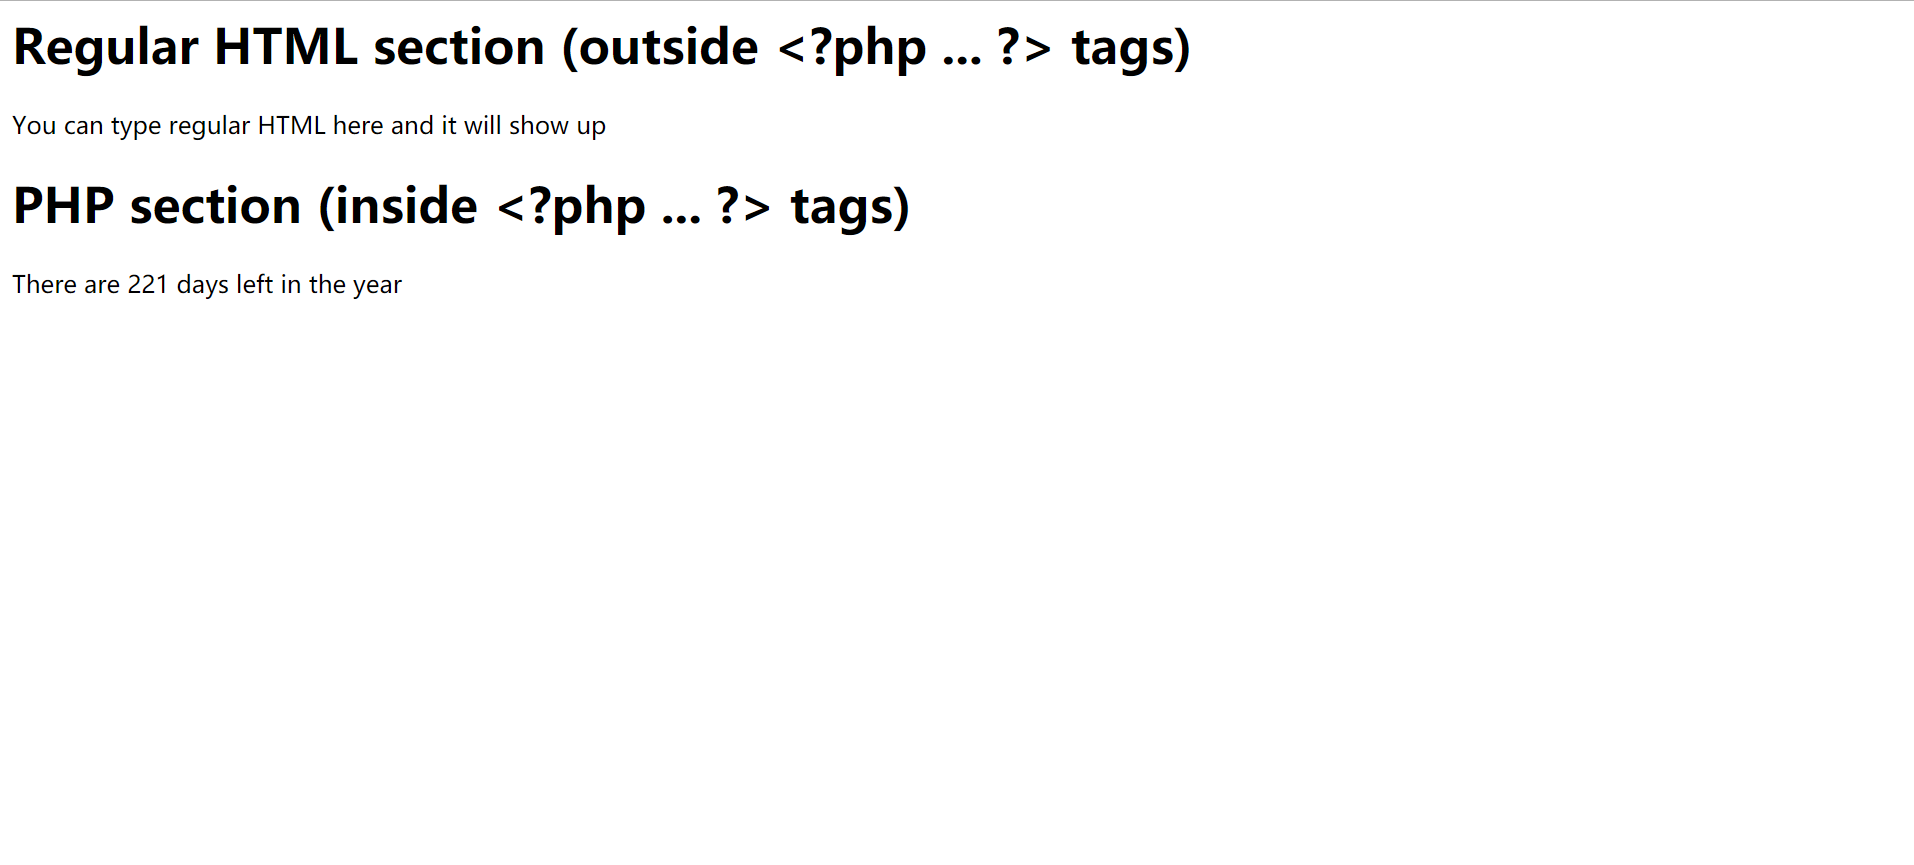 Regular HTML section (outside <?php ... ?> tags)
You can type regular HTML here and it will show up
PHP section (inside <?php ... ?> tags)
There are 221 days left in the year